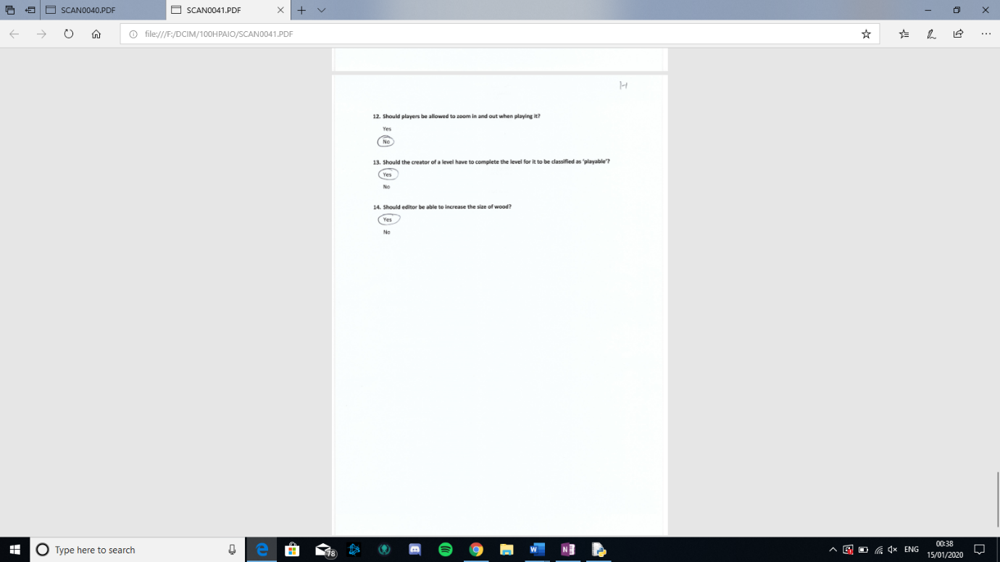 SCAN0040.PDF
SCAN0041.PDF
file:///F:/DCIM/100HPAIO/SCAN0041.PDF
H
12. Should players be allowed to zoom in and out when playing it?
Yes
No
13. Should the creator of a level have to complete the level for it to be classified as 'playable'?
Yes
No
14. Should editor be able to increase the size of wood?
Yes
No
Type here to search
78
ENG
00:38
15/01/2020